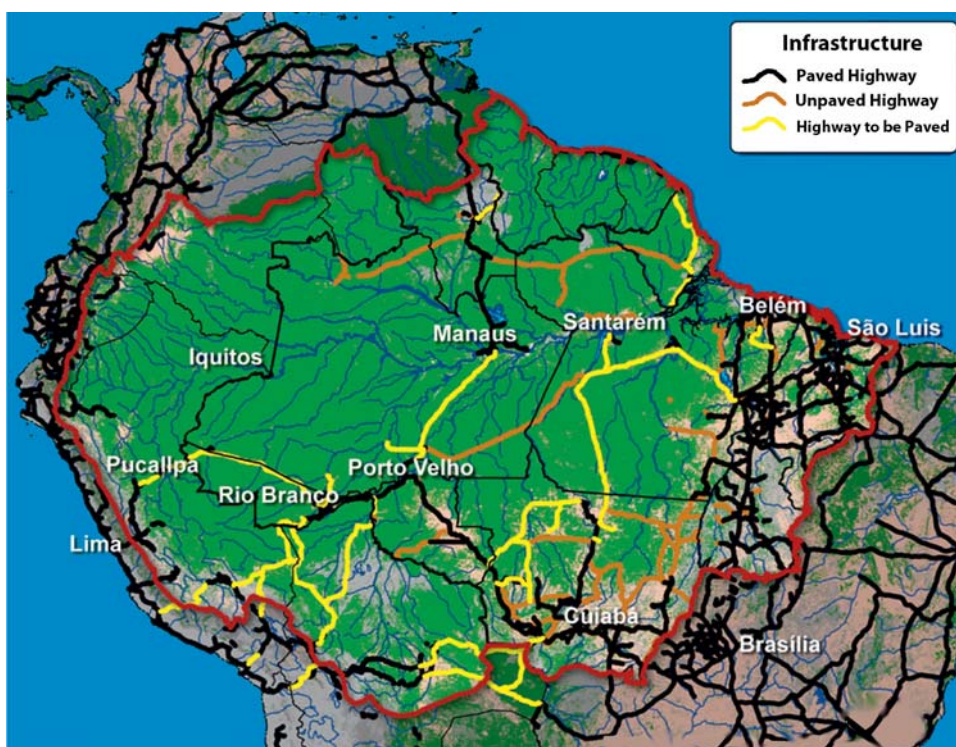 Infrastructure
Paved Highway
Unpaved Highway
Highway to be Paved
Belém
Manaus
Santarém
São Luis
Iquitos
Pucallpa
Porto Velho
Rio Branco
Lima
Cuiabá
Brasília